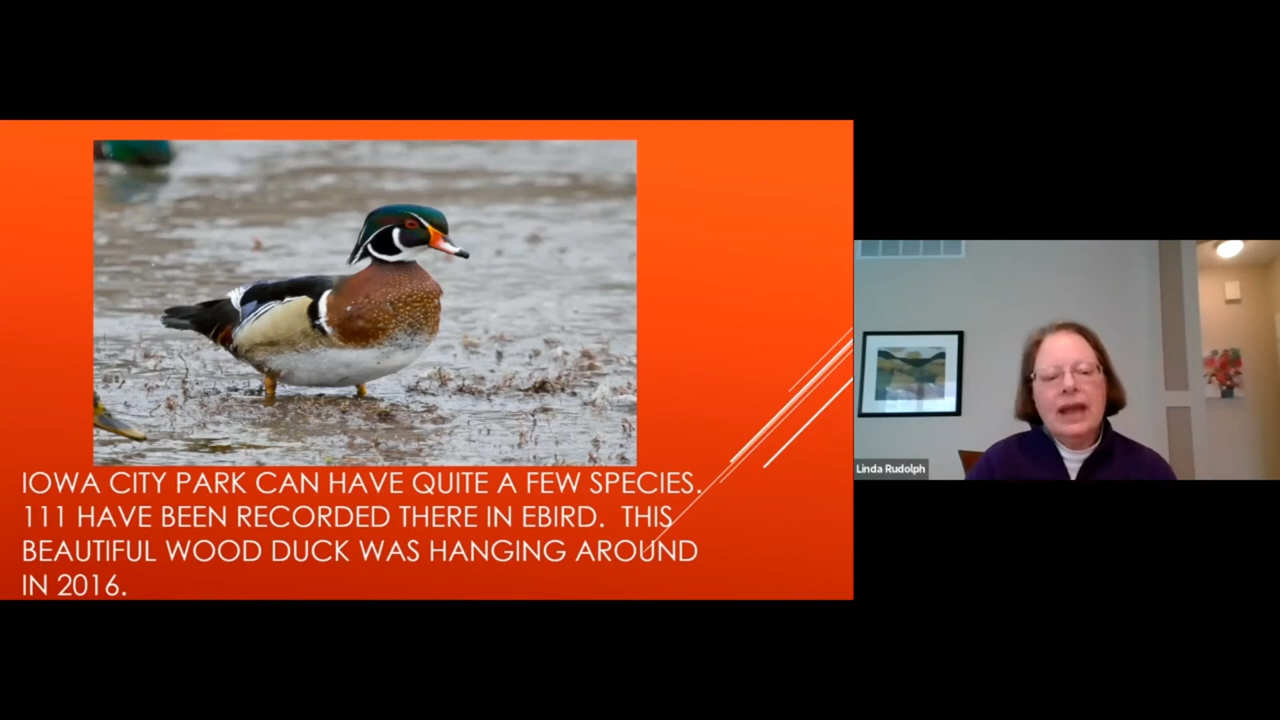 IOWA CITY PARK CAN HAVE QUITE A FEW SPECIES.
111 HAVE BEEN RECORDED THERE IN EBIRD.  THIS
BEAUTIFUL WOOD DUCK WAS HANGING AROUND
IN 2016.
Linda Rudolph